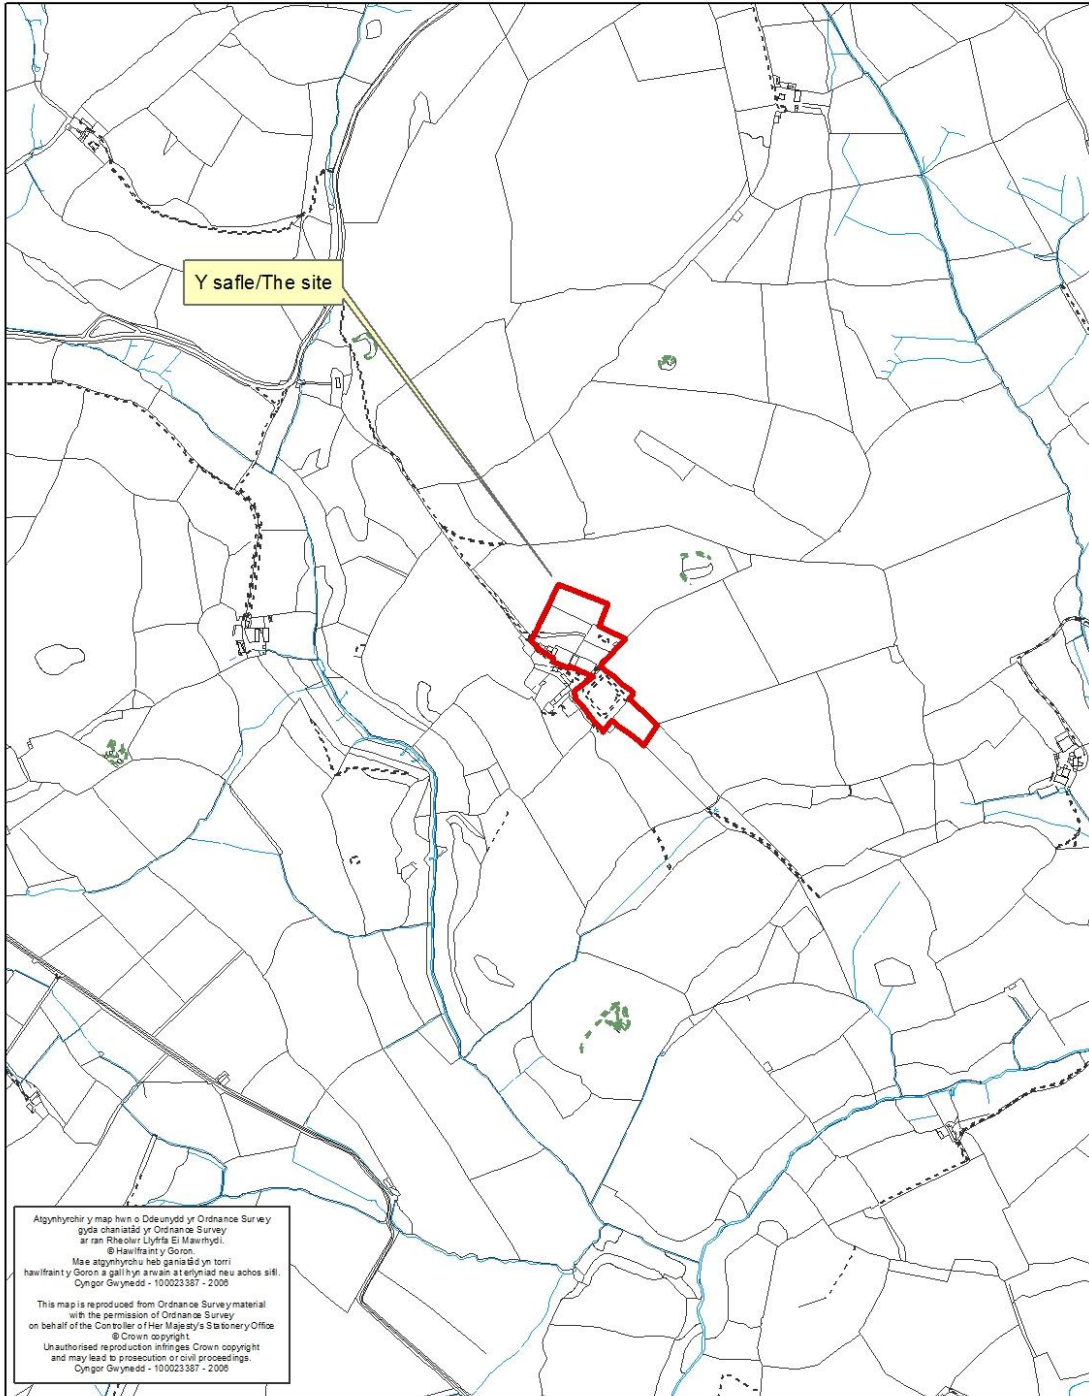 Y safle/The site
Atgynhyrchir y map hwn o Ddeunydd yr Ordnance Survey
gyda chaniatâd yr Ordnance Survey
ar ran Rheolwr Llyfrfa Ei Mawrhydi.
© Hawlfraint y Goron.
Mae atgynhyrchu heb ganiatâd yn torri
hawlfraint y Goron a gall hyn arwain at erlyniad neu achos sifil.
Cyngor Gwynedd - 100023387 - 2006
This map is reproduced from Ordnance Survey material
with the permission of Ordnance Survey
on behalf of the Controller of Her Majesty's Stationery Office
© Crown copyright.
Unauthorised reproduction infringes Crown copyright
and may lead to prosecution or civil proceedings.
Cyngor Gwynedd - 100023387 - 2006